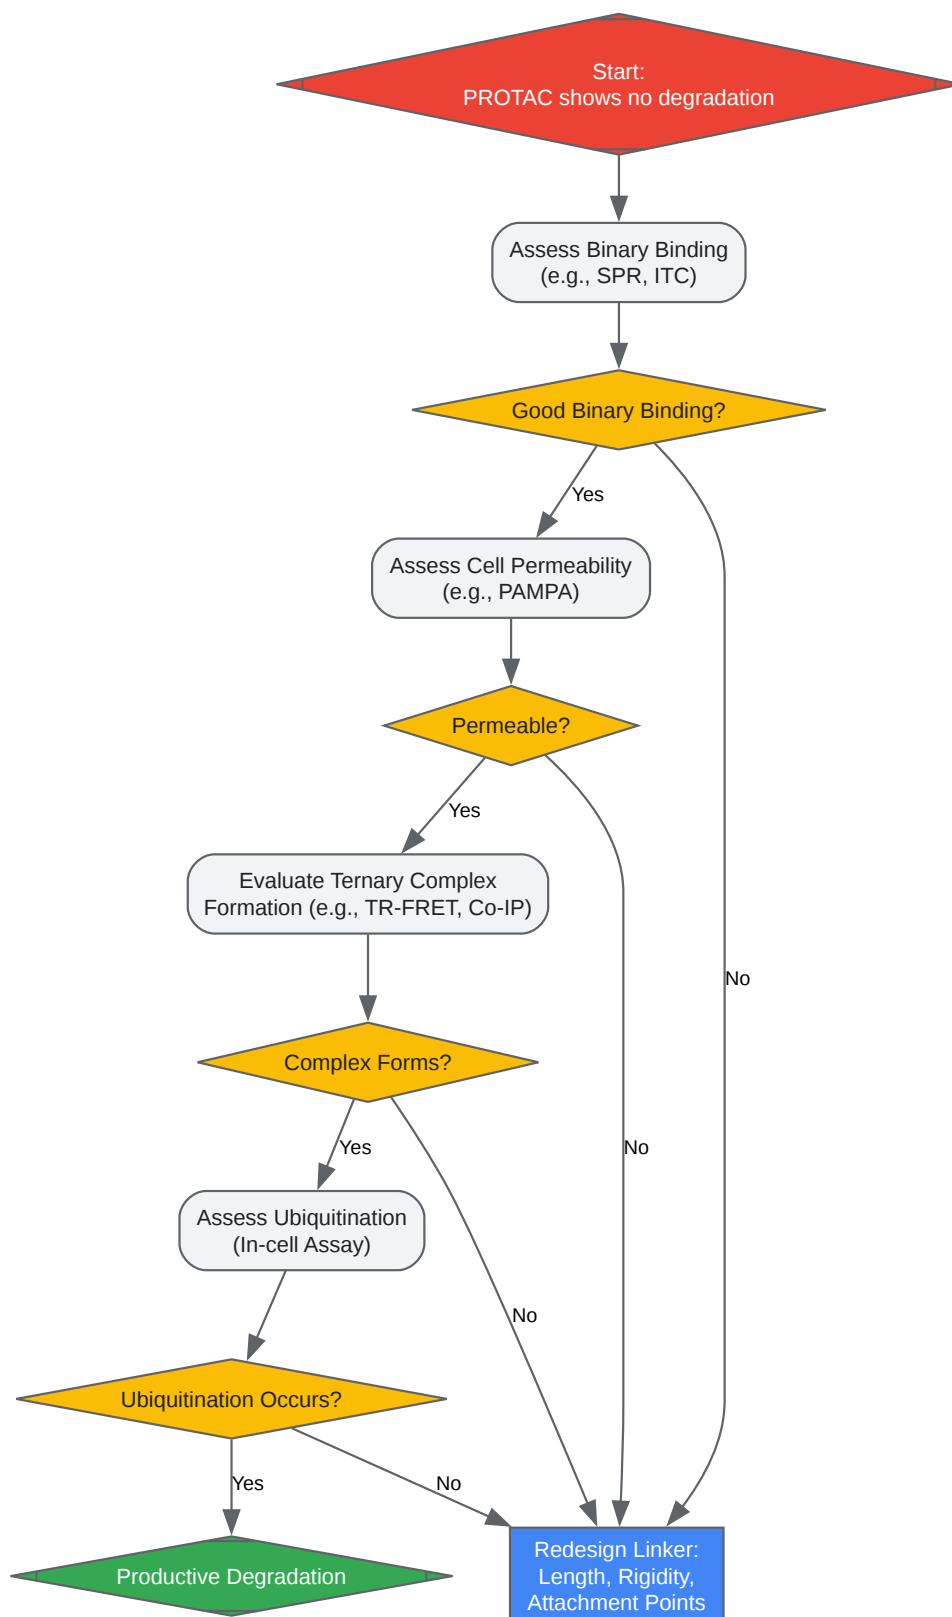 Start:
PROTAC shows no degradation
Assess Binary Binding
(e.g., SPR, ITC)
Good Binary Binding?
Yes
Assess Cell Permeability
(e.g., PAMPA)
Permeable?
Yes
Evaluate Ternary Complex
Formation (e.g., TR-FRET, Co-IP)
No
Complex Forms?
Yes
No
Assess Ubiquitination
(In-cell Assay)
No
Ubiquitination Occurs?
Yes
No
Productive Degradation
Redesign Linker:
Length, Rigidity,
Attachment Points